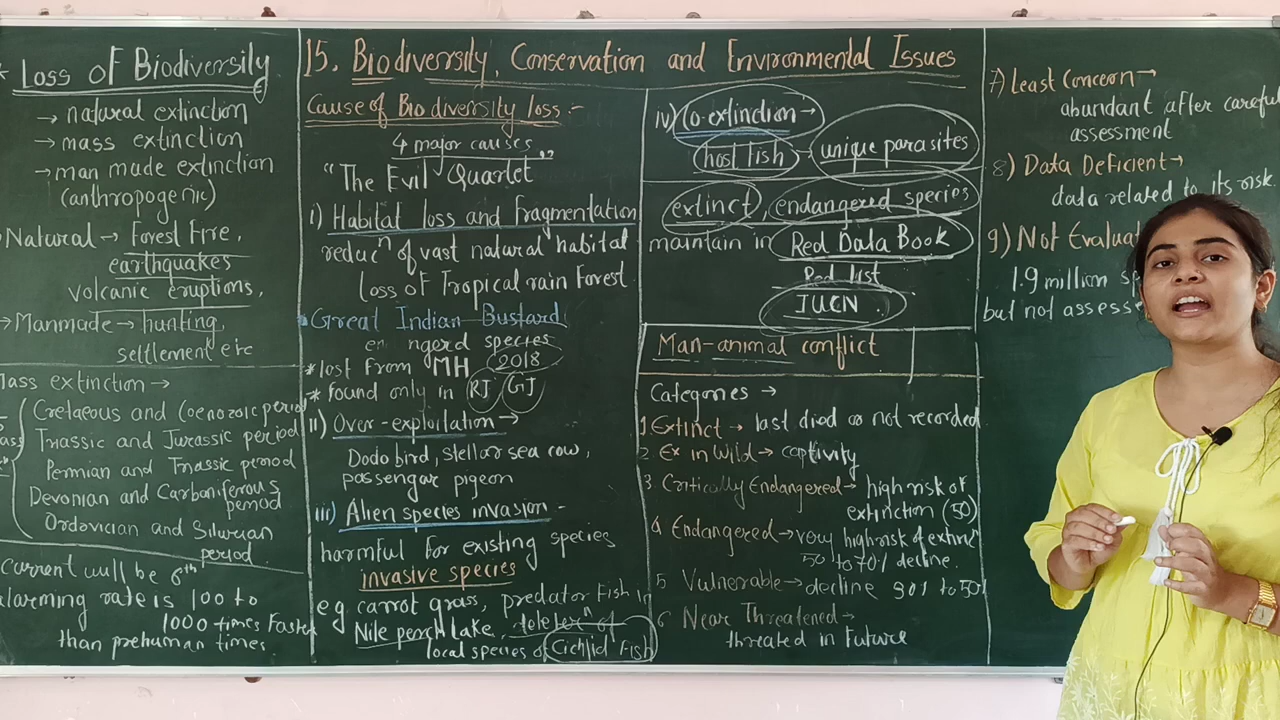 Loss of Biodiversity
→ natural extinction
→ mass extinction
→ man made extinction
(anthropogenic)
Natural → Forest Fire,
earthquakes
volcanic eruptions,
→ Manmade → hunting,
settlement etc
Mass extinction →
Cretaeous and Coenozoic period
Triassic and Jurassic period
Permian and Triassic period
Devonian and Carboniferous
period
Ordovician and Silurian
period
current will be 6th
alarming rate is 100 to
1000 times Faster
than prehuman times.
15. Biodiversity, Conservation and Environmental Issues
Cause of Biodiversity loss :-
4 major causes
"The Evil Quartet"
i) Habitat loss and fragmentation
reducⁿ of vast natural habital
loss of Tropical rain Forest.
Great Indian Bustard
en ngerd species
* lost From MH 2018
* found only in RJ GJ
ii) Over-exploitation →
Dodo bird, stellar sea cow,
passengar pigeon
iii) Alien species invasion -
harmful for existing species
invasive species
e.g carrot grass, predator Fish in
Nile perch Lake,
local species of Cichlid Fish
iv) Co-extinction →
host fish → unique parasites
extinct, endangered species
maintain in Red Data Book
Red list
IUCN
Man-animal conflict
Categories →
1. Extinct → last died or not recorded
2 Ex in Wild → captivity
3. Critically Endangered → high risk of
extinction (50)
4 Endangered → very high risk of extincⁿ
50 to 70% decline.
5 Vulnerable → decline 30% to 50%
6 Near Threatened →
threated in Future
7) Least Concern →
abundant after careful
assessment
8) Data Deficient →
data related to its risk.
9) Not Evalua
1.9 million sp
but not assess